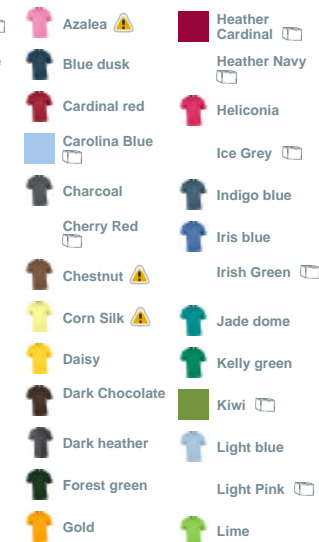 Azalea
Blue dusk
Cardinal red
Carolina Blue
Charcoal
Cherry Red
Chestnut
Corn Silk
Daisy
Dark Chocolate
Dark heather
Forest green
Gold
Heather
Cardinal
Heather Navy
Heliconia
Ice Grey
Indigo blue
Iris blue
Irish Green
Jade dome
Kelly green
Kiwi
Light blue
Light Pink
Lime